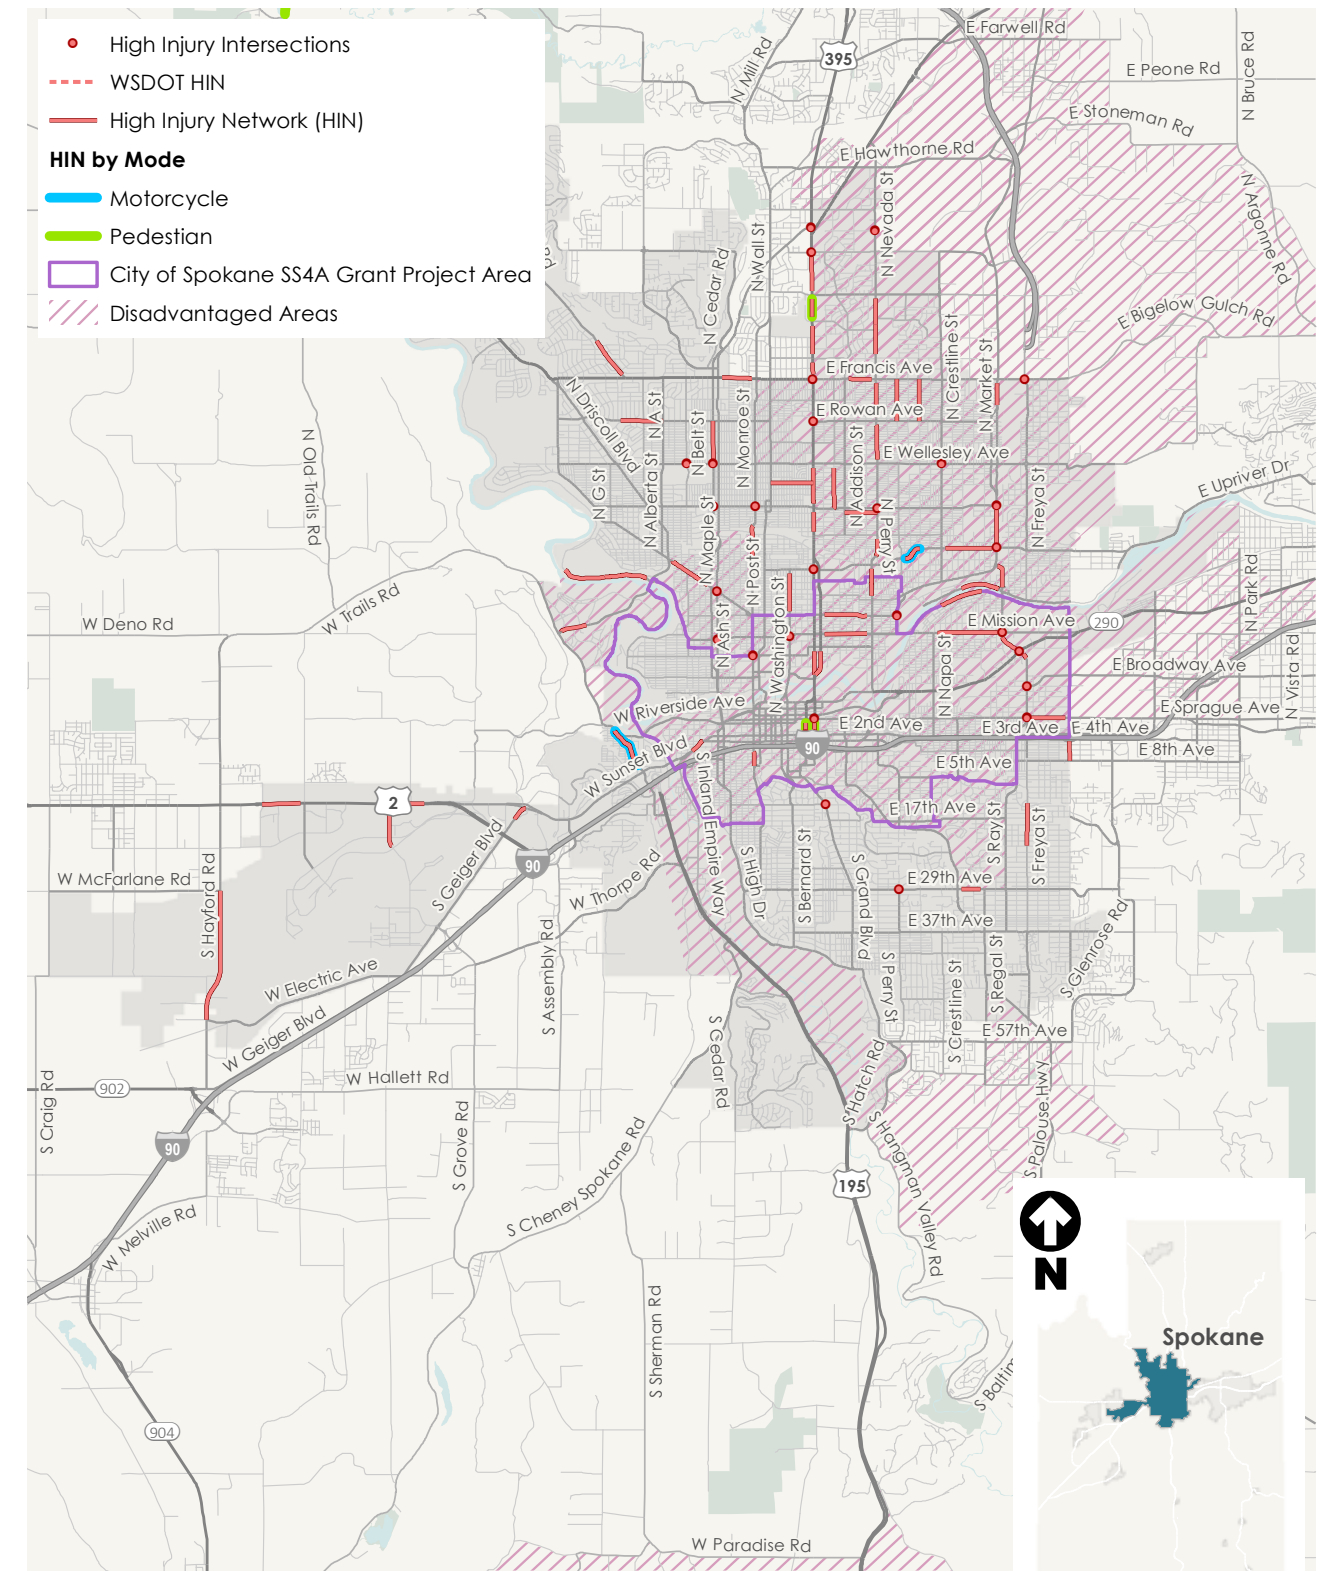 High Injury Intersections
WSDOT HIN
High Injury Network (HIN)
HIN by Mode
Motorcycle
Pedestian
City of Spokane SS4A Grant Project Area
Disadvantaged Areas
E Farwell Rd
395
N Mill Rd
E Peone Rd
N Bruce Rd
E Stoneman Rd
E Hawthorne Rd
N Nevada St
N Argonne Rd
N Wall St
N Cedar Rd
E Bigelow Gulch Rd
N Crestline St
N Market St
E Francis Ave
N Driscoll Blvd
N A St
N Belt St
N Monroe St
E Rowan Ave
N Addison St
E Wellesley Ave
N Old Trails Rd
N G St
N Alberta St
N Maple St
N Perry St
N Freya St
E Upriver Dr
N Post St
W Trails Rd
N Park Rd
W Deno Rd
N Ash St
N Washington St
E Mission Ave
290
N Napa St
E Broadway Ave
N Vista Rd
W Riverside Ave
E 2nd Ave
E 3rd Ave
E 4th Ave
E Sprague Ave
90
E 8th Ave
W Sunset Blvd
E 5th Ave
2
S Inland Empire Way
E 17th Ave
S Geiger Blvd
90
S Ray St
S Freya St
W McFarlane Rd
S Hayford Rd
W Thorpe Rd
S High Dr
S Bernard St
S Grand Blvd
E 29th Ave
E 37th Ave
S Assembly Rd
S Glenrose Rd
W Electric Ave
S Perry St
S Crestline St
S Regal St
W Geiger Blvd
S Cedar Rd
E 57th Ave
S Hatch Rd
902
W Hallett Rd
S Craig Rd
90
S Grove Rd
S Cheney Spokane Rd
S Hangman Valley Rd
S Palouse Hwy
195
W Melville Rd
N
Spokane
S Sherman Rd
S Baltim
904
W Paradise Rd